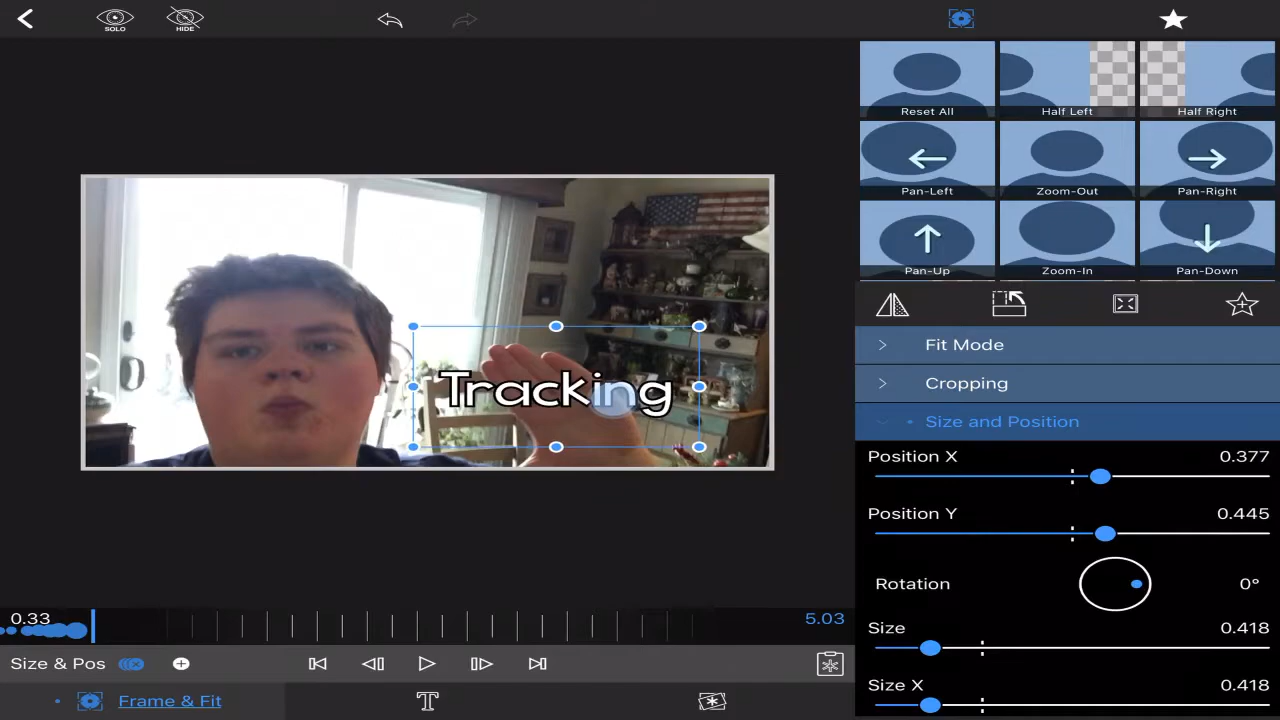 SOLO
HIDE
Reset All
Half Left
Half Right
Pan-Left
Zoom-Out
Pan-Right
Pan-Up
Zoom-In
Pan-Down
Fit Mode
Cropping
Size and Position
Position X 0.377
Position Y 0.445
Rotation 0°
Size 0.418
Size X 0.418
Tracking
0.33
5.03
Size & Pos
Frame & Fit
T